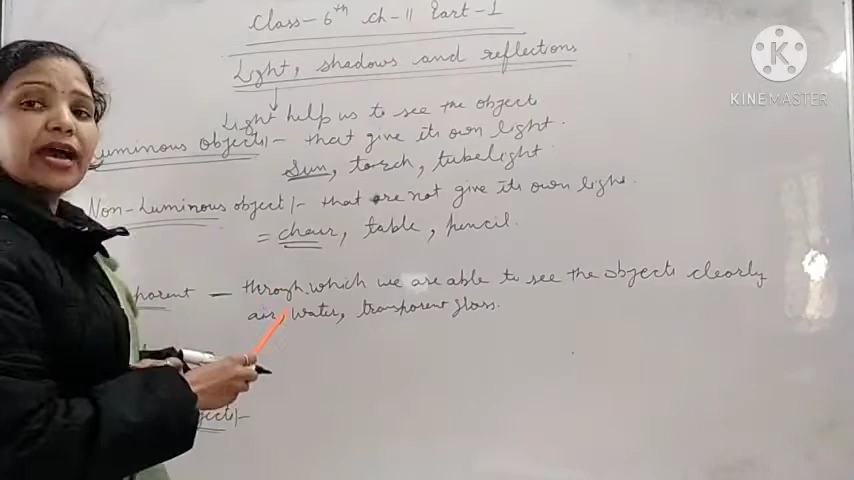 Class-6th ch-11 Part-1
Light, shadows and reflections
Light help us to see the object
Luminous objects:- that give its own light.
Sun, torch, tubelight
Non-Luminous object:- that are not give its own light.
= chair, table, pencil.
parent - through which we are able to see the objects clearly
air, water, transparent glass.
jects:-
KINEMASTER